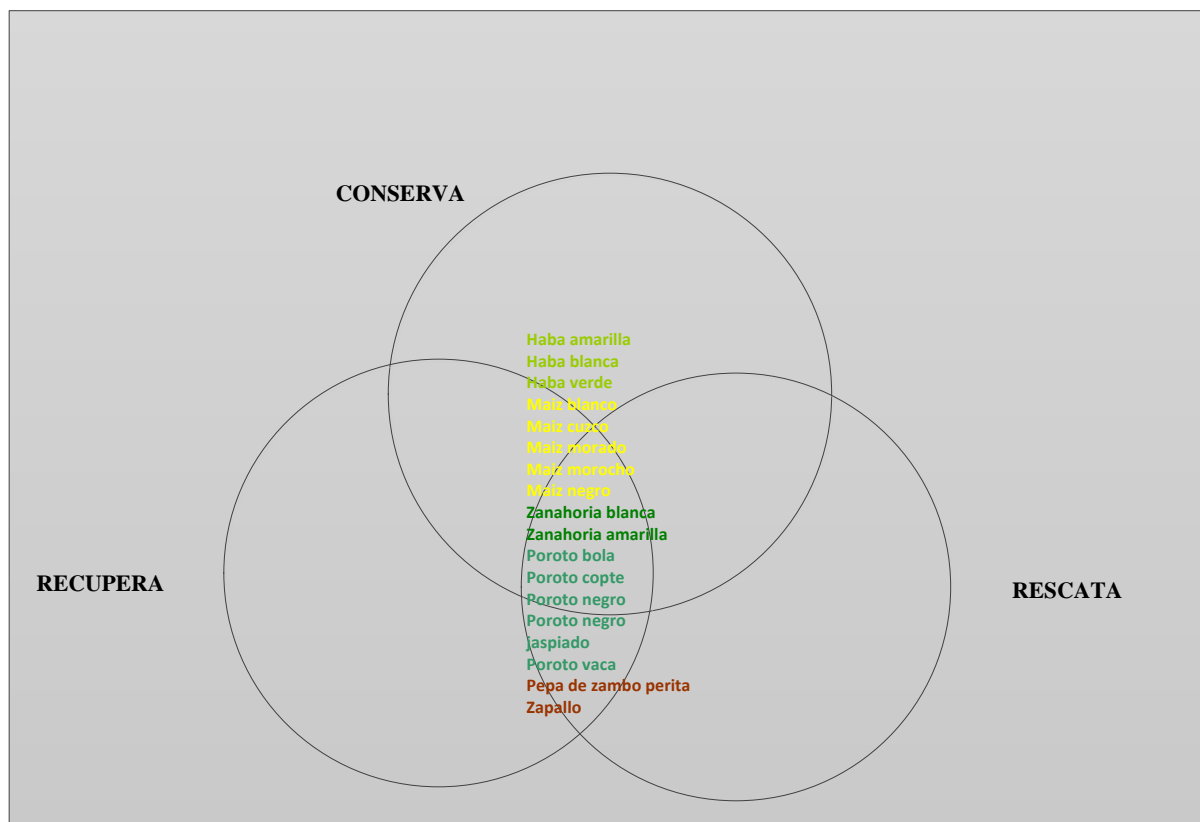 CONSERVA
Haba amarilla
Haba blanca
Haba verde
Maiz blanco
Maiz cuzco
Maiz morado
Maiz morocho
Maiz negro
Zanahoria blanca
Zanahoria amarilla
Poroto bola
Poroto copte
Poroto negro
Poroto negro
jaspiado
Poroto vaca
Pepa de zambo perita
Zapallo
RECUPERA
RESCATA